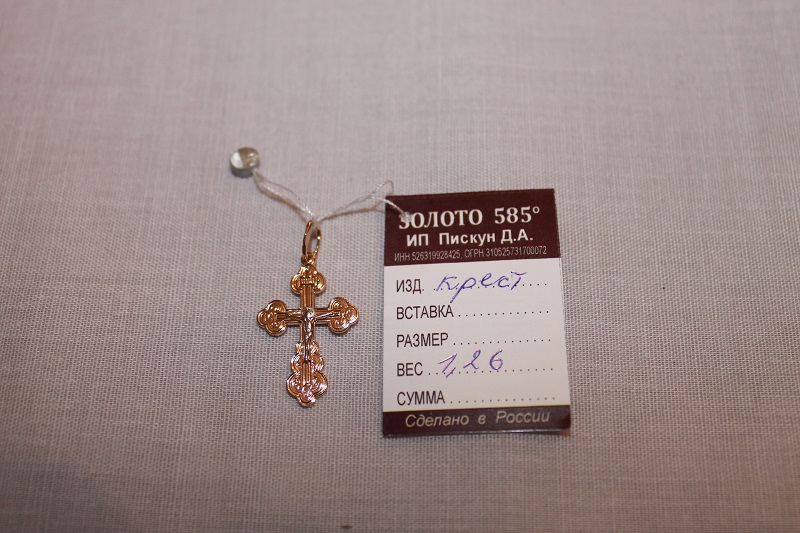 ЗОЛОТО 585°
ИП Пискун Д.А.
ИНН 526319928425, ОГРН 310525731700072
ИЗД. крест
ВСТАВКА
РАЗМЕР
ВЕС 1,26
СУММА
Сделано в России